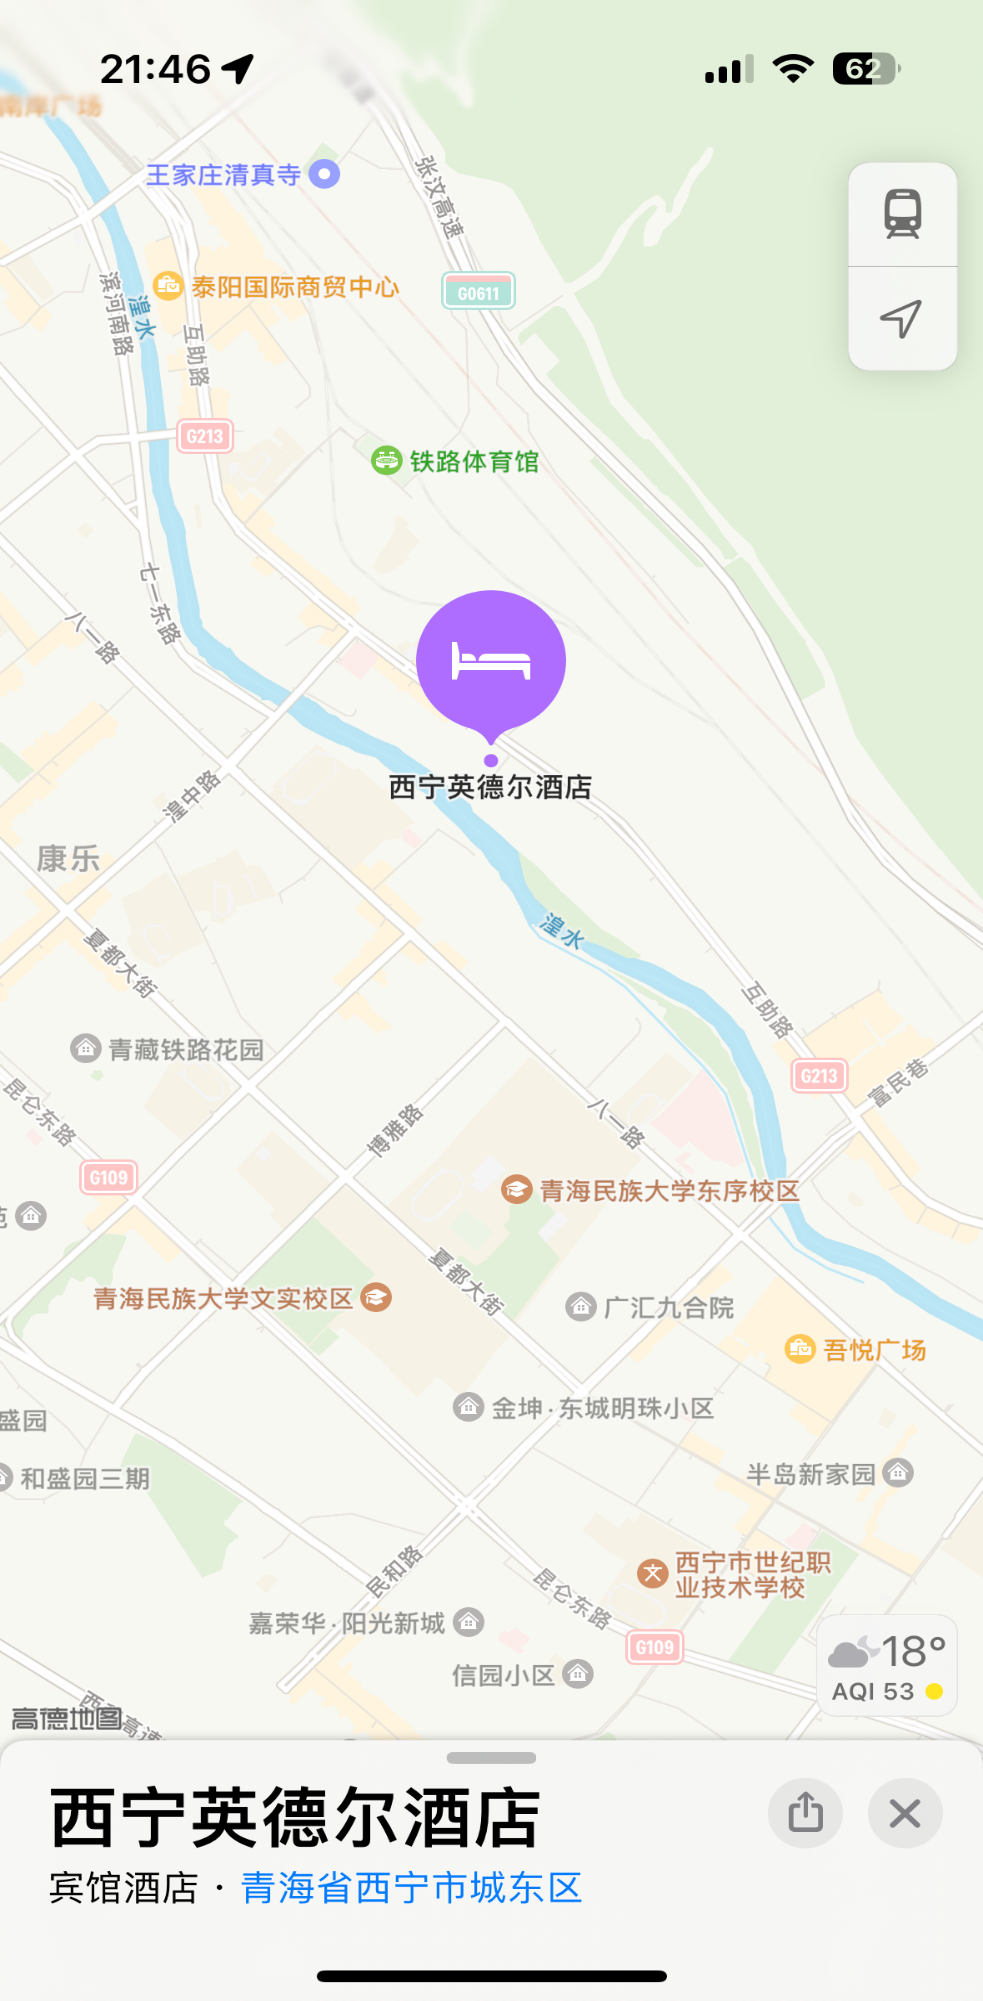 21:46
62
南岸广场
王家庄清真寺
张汶高速
泰阳国际商贸中心
G0611
滨河南路
湟水
互助路
G213
铁路体育馆
七一东路
八一路
西宁英德尔酒店
湟中路
康乐
湟水
夏都大街
互助路
青藏铁路花园
G213
富民巷
昆仑东路
博雅路
八一路
G109
青海民族大学东序校区
苑
夏都大街
青海民族大学文实校区
广汇九合院
吾悦广场
金坤·东城明珠小区
盛园
和盛园三期
半岛新家园
西宁市世纪职
业技术学校
民和路
昆仑东路
嘉荣华·阳光新城
G109
18°
信园小区
AQI 53
高德地图
西宁英德尔酒店
宾馆酒店 · 青海省西宁市城东区